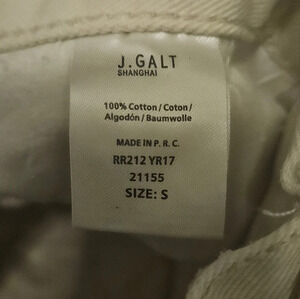 J.GALT
SHANGHAI
100% Cotton / Coton /
Algodón / Baumwolle
MADE IN P. R. C.
RR212 YR17
21155
SIZE: S